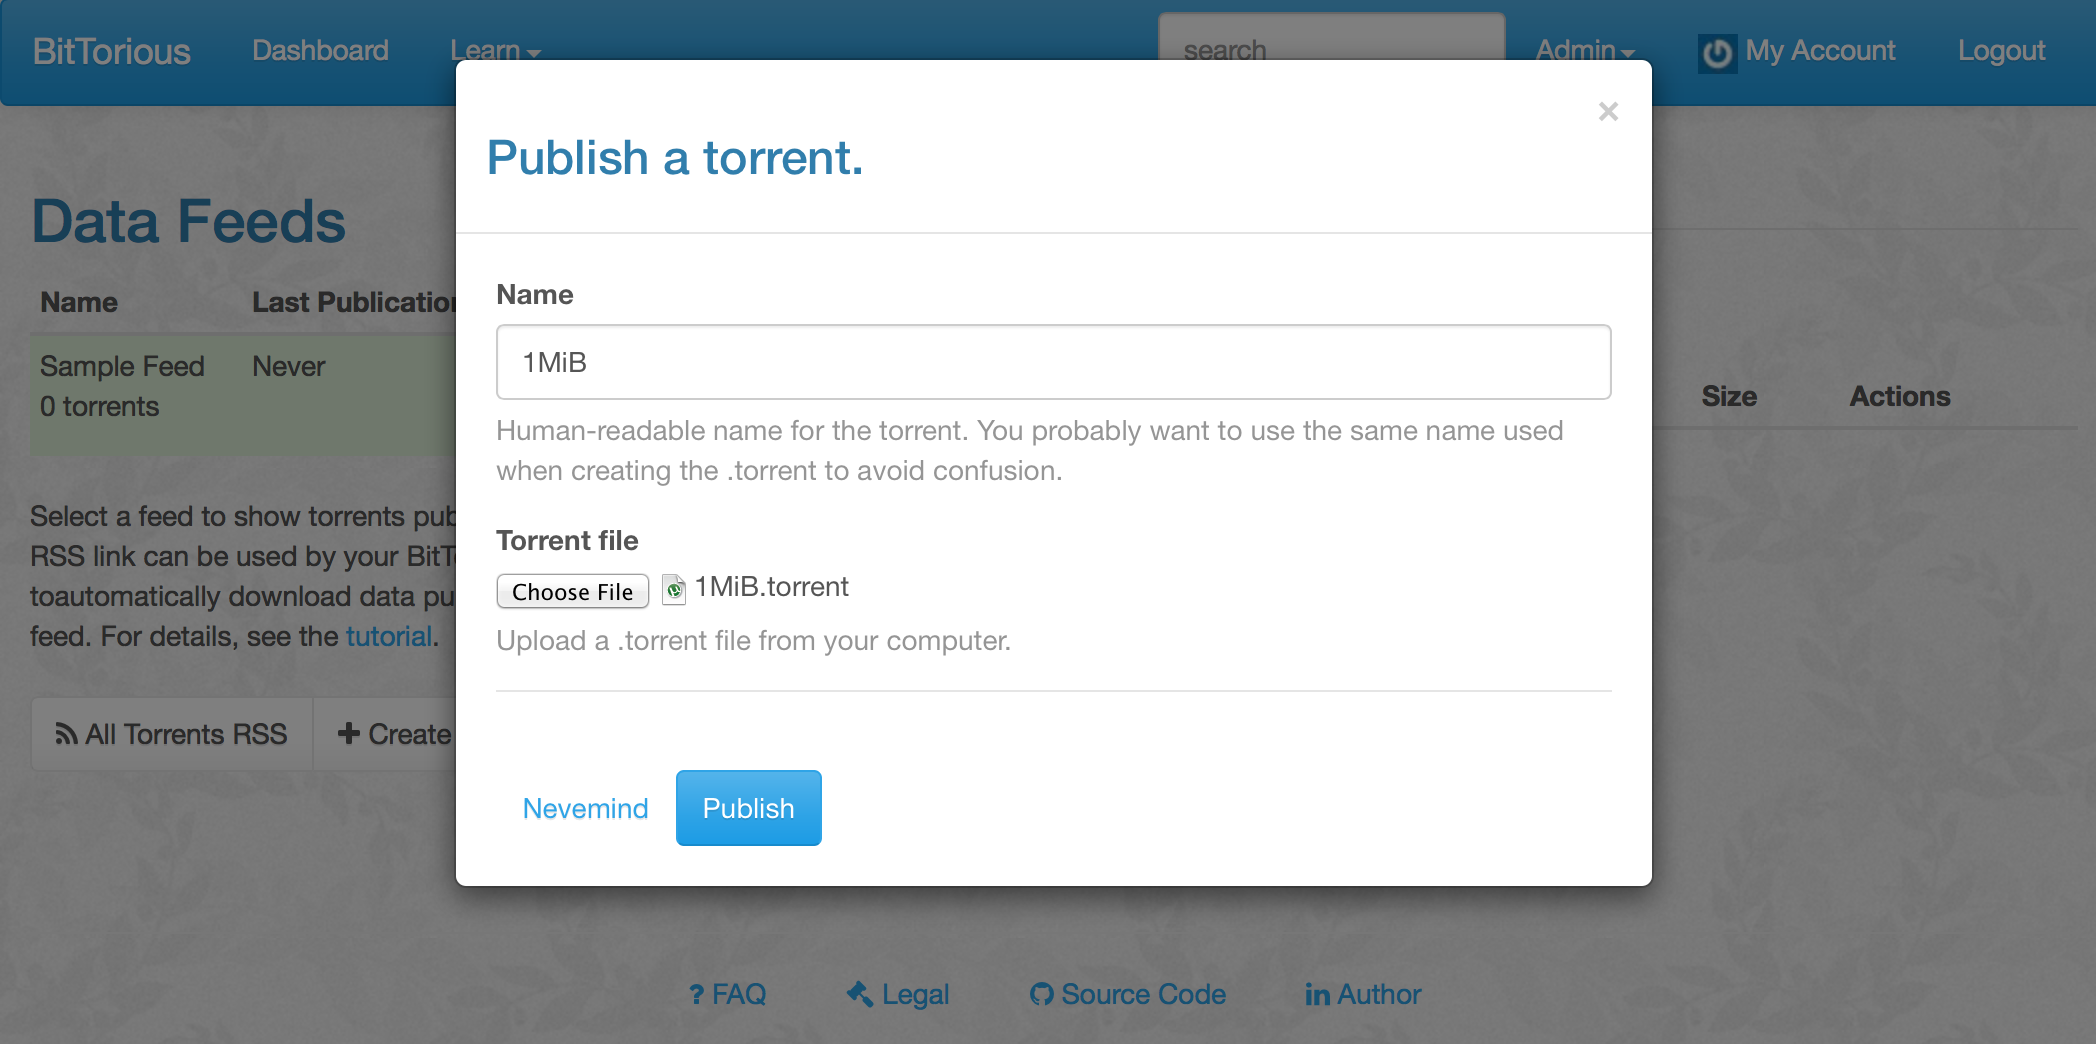 BitTorious Dashboard Learn search Admin My Account Logout
Publish a torrent.
Data Feeds
Name Last Publication
Sample Feed Never
0 torrents
Select a feed to show torrents pub
RSS link can be used by your BitT
toautomatically download data pu
feed. For details, see the tutorial.
All Torrents RSS Create
Name
1MiB
Human-readable name for the torrent. You probably want to use the same name used
when creating the .torrent to avoid confusion.
Torrent file
Choose File 1MiB.torrent
Upload a .torrent file from your computer.
Nevemind Publish
Size Actions
? FAQ Legal Source Code in Author